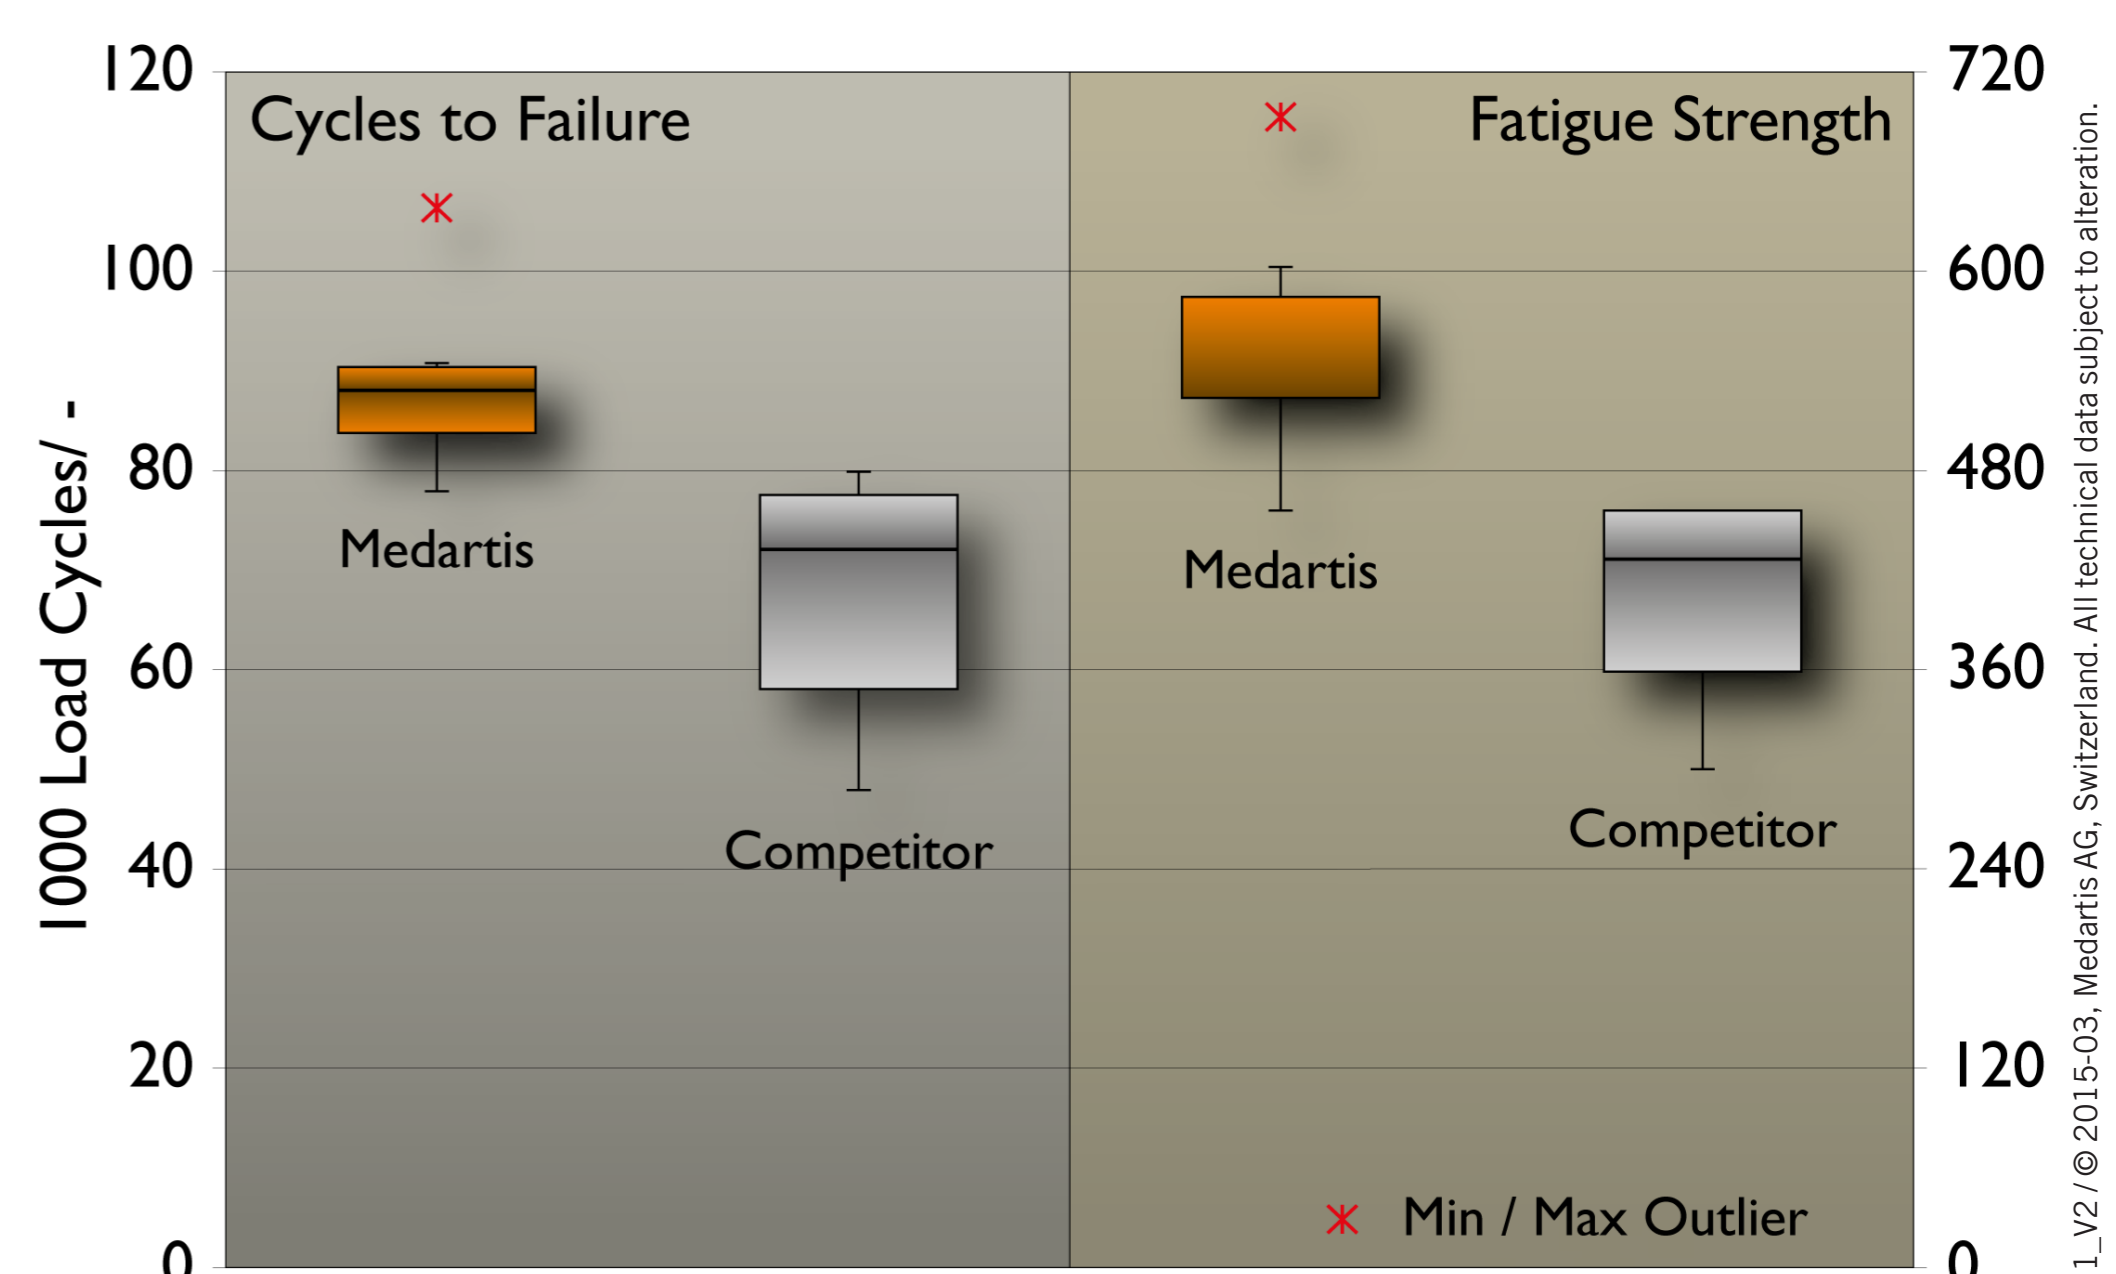 120
100
80
60
40
20
0
1000 Load Cycles/ -
Cycles to Failure
Medartis
Competitor
Fatigue Strength
Medartis
Competitor
Min / Max Outlier
720
600
480
360
240
120
0
1_V2 / © 2015-03, Medartis AG, Switzerland. All technical data subject to alteration.